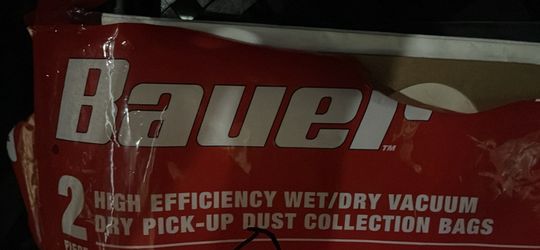 Bauer™
2 HIGH EFFICIENCY WET/DRY VACUUM
DRY PICK-UP DUST COLLECTION BAGS